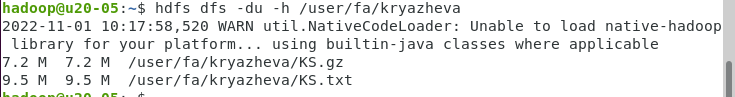 hadoop@u20-05:~$ hdfs dfs -du -h /user/fa/kryazheva
2022-11-01 10:17:58,520 WARN util.NativeCodeLoader: Unable to load native-hadoop
library for your platform... using builtin-java classes where applicable
7.2 M  7.2 M  /user/fa/kryazheva/KS.gz
9.5 M  9.5 M  /user/fa/kryazheva/KS.txt
hadoop@u20-05:~$